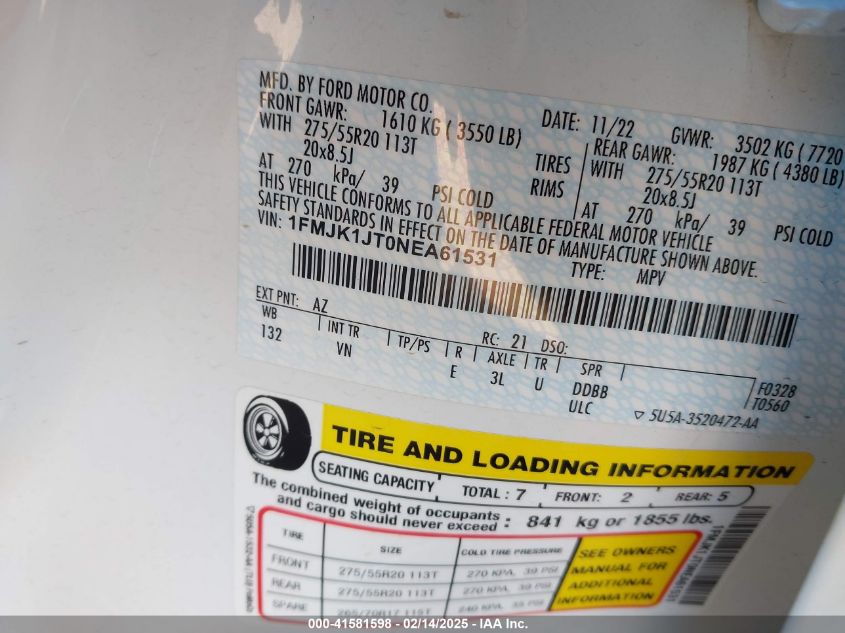 MFD. BY FORD MOTOR CO.
DATE: 11/22 GVWR: 3502 KG ( 7720
FRONT GAWR: 1610 KG ( 3550 LB)
REAR GAWR: 1987 KG ( 4380 LB)
WITH 275/55R20 113T TIRES WITH 275/55R20 113T
20x8.5J RIMS 20x8.5J
AT 270 kPa/ 39 PSI COLD AT 270 kPa/ 39 PSI COLD
THIS VEHICLE CONFORMS TO ALL APPLICABLE FEDERAL MOTOR VEHICLE
SAFETY STANDARDS IN EFFECT ON THE DATE OF MANUFACTURE SHOWN ABOVE.
VIN: 1FMJK1JT0NEA61531 TYPE: MPV
EXT PNT: AZ RC: 21 DSO:
WB INT TR TP/PS R AXLE TR SPR
132 VN E 3L U DDBB
ULC
F0328
T0560
▽ 5U5A-3520472-AA
TIRE AND LOADING INFORMATION
SEATING CAPACITY TOTAL : 7 FRONT: 2 REAR: 5
The combined weight of occupants
and cargo should never exceed : 841 kg or 1855 lbs.
TIRE SIZE COLD TIRE PRESSURE
FRONT 275/55R20 113T 270 KPA, 39 PSI
REAR 275/55R20 113T 270 KPA, 39 PSI
SPARE 265/70R17 115T 240 KPA, 35 PSI
SEE OWNERS
MANUAL FOR
ADDITIONAL
INFORMATION
000-41581598 - 02/14/2025 - IAA Inc.